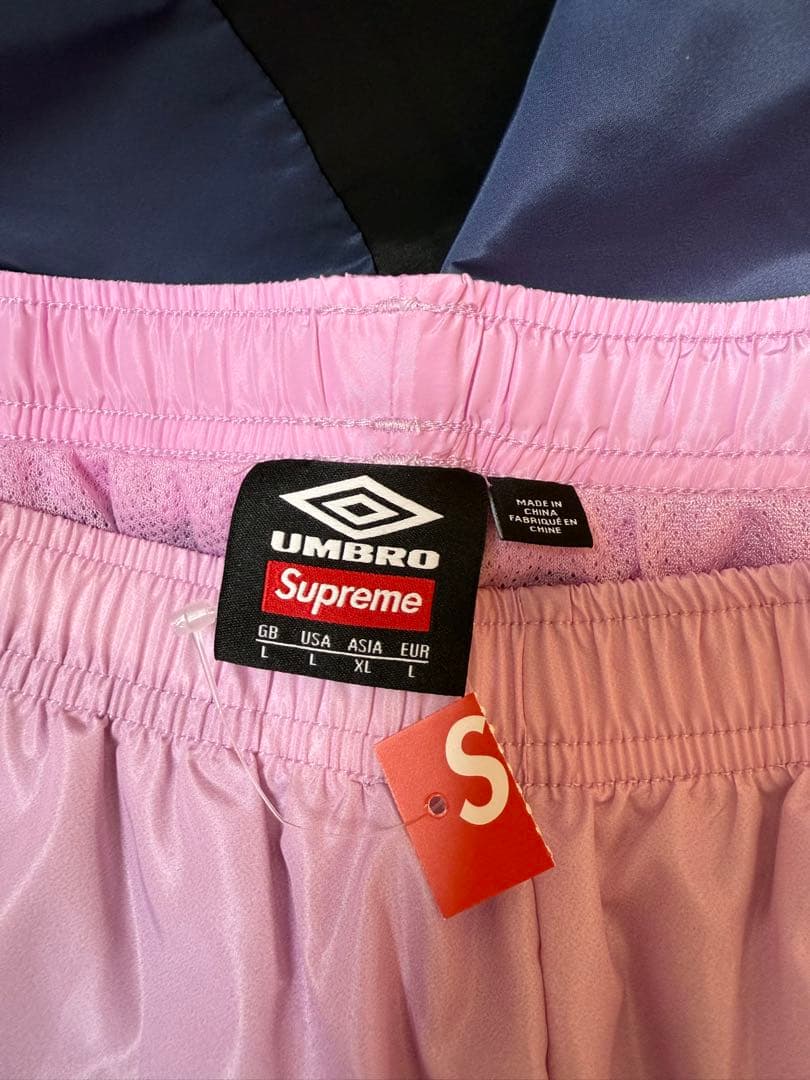 UMBRO
Supreme
GB USA ASIA EUR
L L XL L
MADE IN
CHINA
FABRIQUÉ EN
CHINE
S